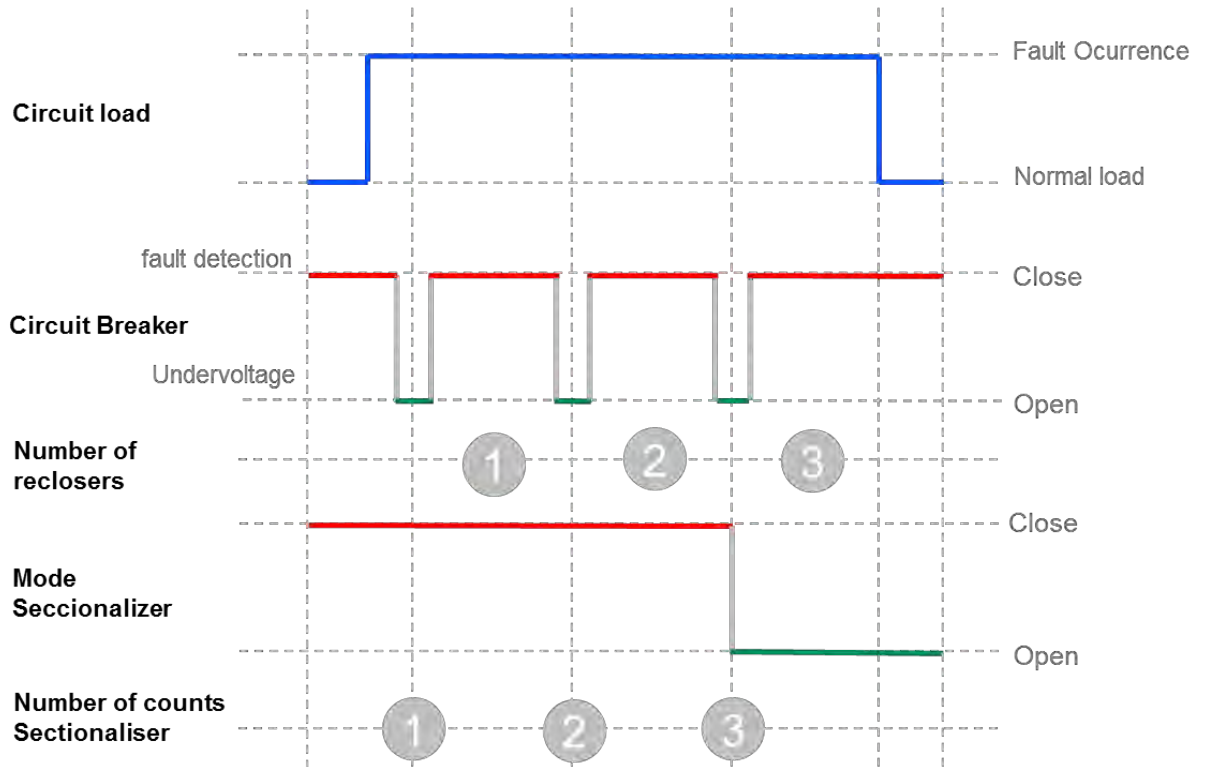 Fault Ocurrence
Circuit load
Normal load
fault detection
Close
Circuit Breaker
Undervoltage
Open
Number of
reclosers
1 2 3
Close
Mode
Seccionalizer
Open
Number of counts
Sectionaliser
1 2 3